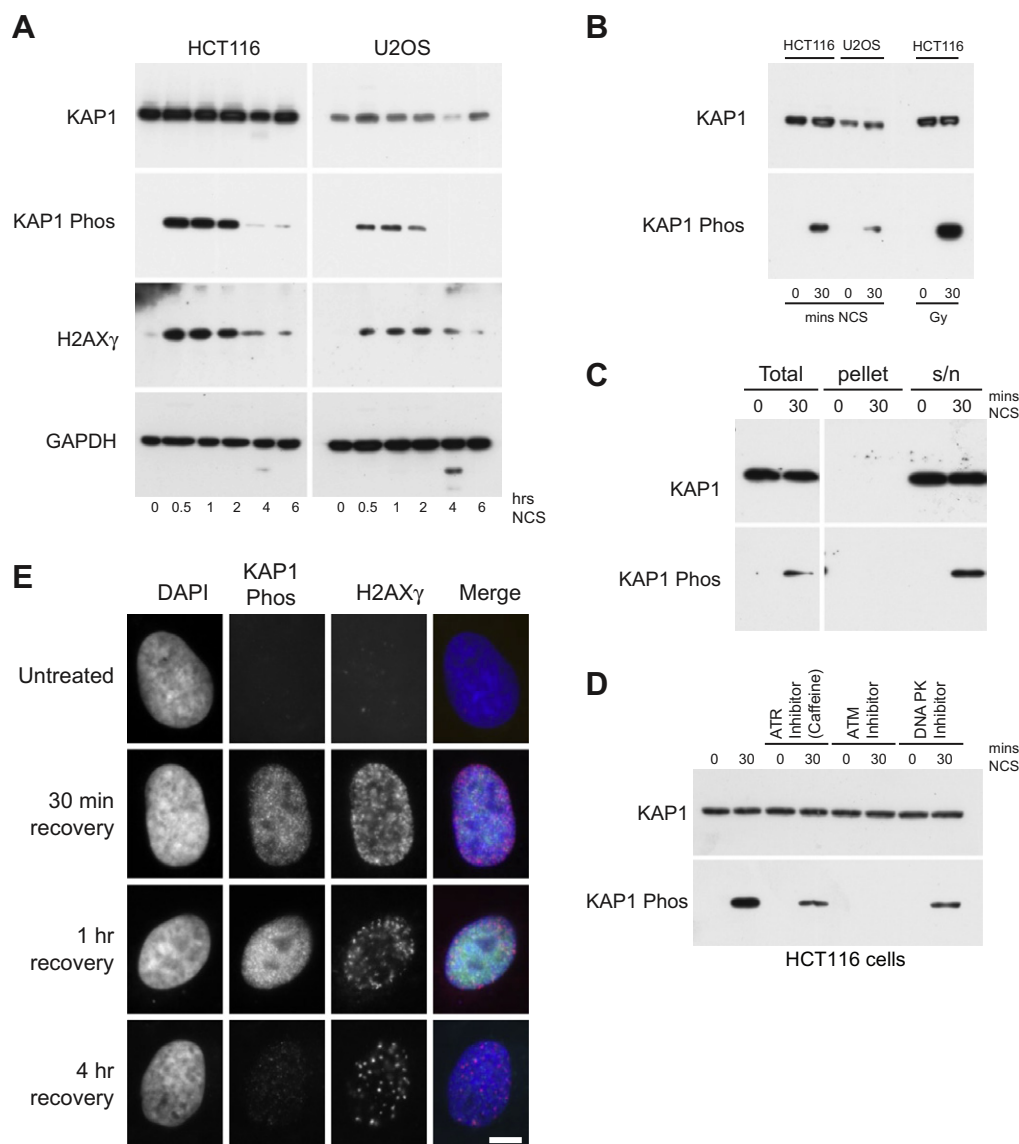 A
HCT116
U2OS
KAP1
KAP1 Phos
H2AXγ
GAPDH
0 0.5 1 2 4 6 0 0.5 1 2 4 6 hrs
NCS
B
HCT116 U2OS HCT116
KAP1
KAP1 Phos
0 30 0 30 0 30
mins NCS Gy
C
Total pellet s/n
0 30 0 30 0 30 mins
NCS
KAP1
KAP1 Phos
D
ATR
Inhibitor
(Caffeine)
ATM
Inhibitor
DNA PK
Inhibitor
0 30 0 30 0 30 0 30 mins
NCS
KAP1
KAP1 Phos
HCT116 cells
E
DAPI
KAP1
Phos
H2AXγ
Merge
Untreated
30 min
recovery
1 hr
recovery
4 hr
recovery